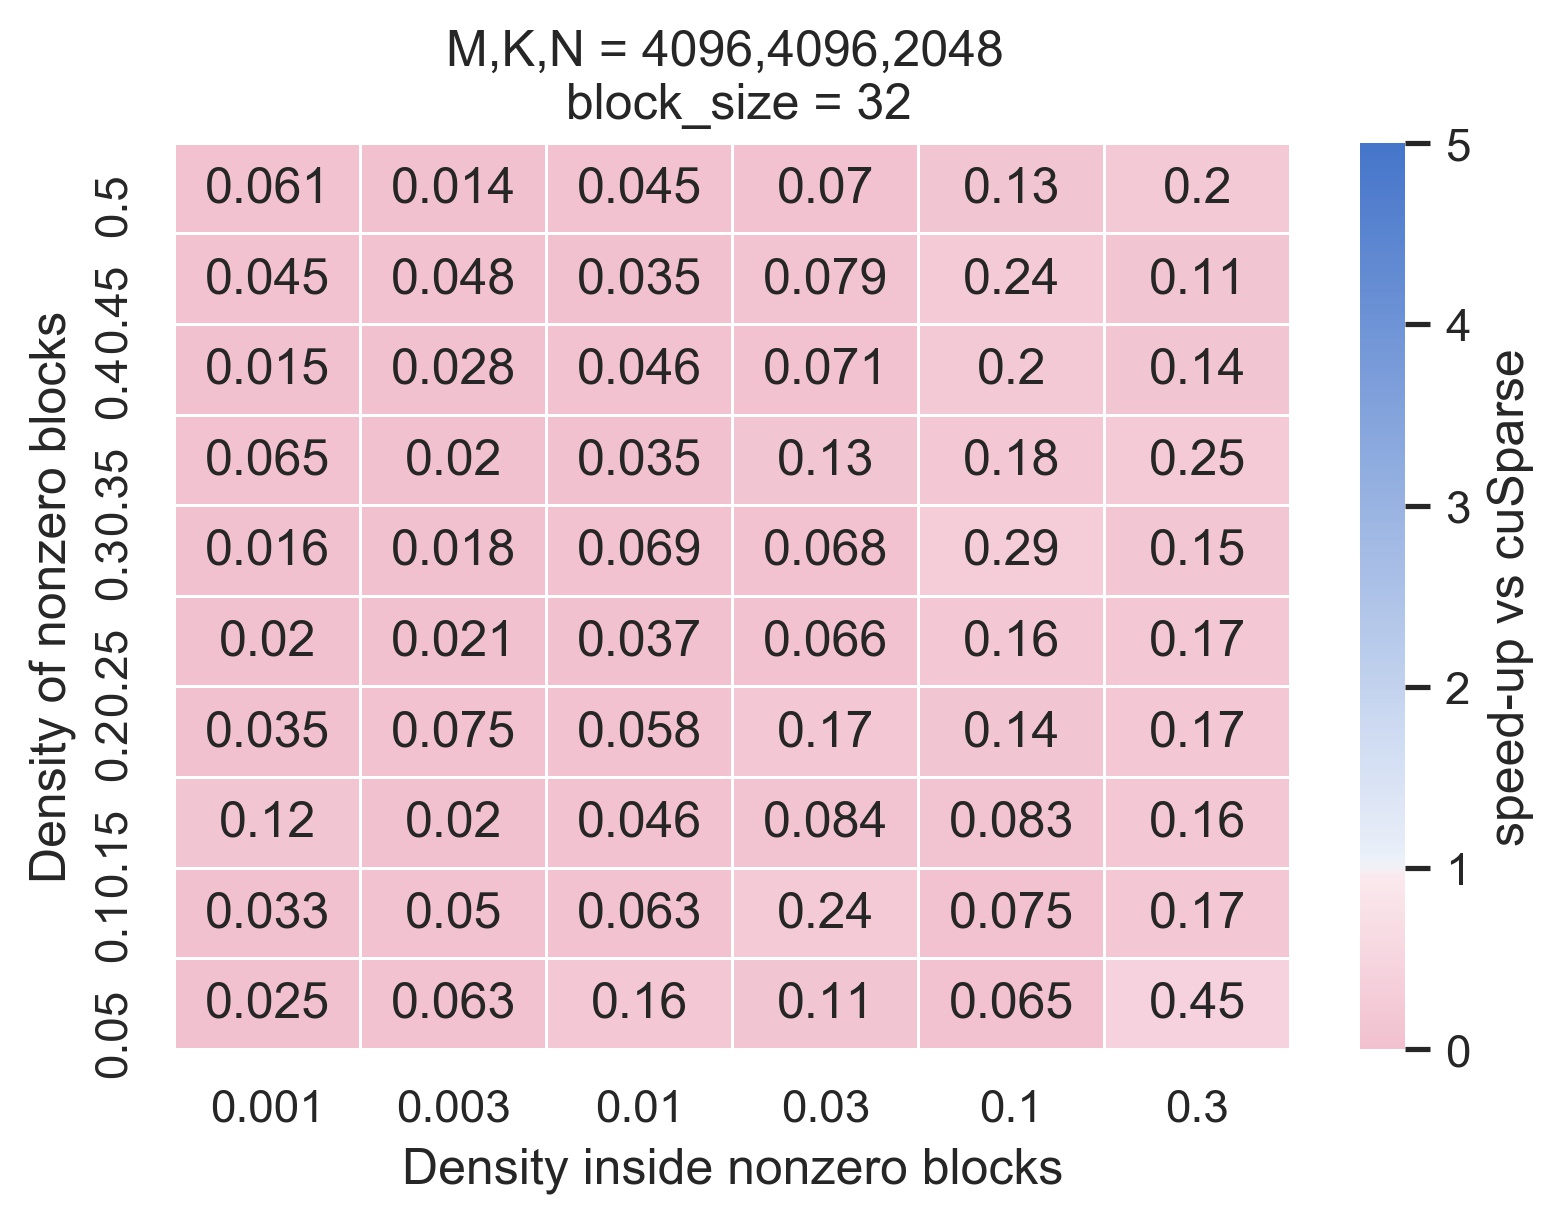 M,K,N = 4096,4096,2048
block_size = 32
Density of nonzero blocks
0.5 0.061 0.014 0.045 0.07 0.13 0.2
0.45 0.045 0.048 0.035 0.079 0.24 0.11
0.4 0.015 0.028 0.046 0.071 0.2 0.14
0.35 0.065 0.02 0.035 0.13 0.18 0.25
0.3 0.016 0.018 0.069 0.068 0.29 0.15
0.25 0.02 0.021 0.037 0.066 0.16 0.17
0.2 0.035 0.075 0.058 0.17 0.14 0.17
0.15 0.12 0.02 0.046 0.084 0.083 0.16
0.1 0.033 0.05 0.063 0.24 0.075 0.17
0.05 0.025 0.063 0.16 0.11 0.065 0.45
0.001 0.003 0.01 0.03 0.1 0.3
Density inside nonzero blocks
5
4
3
2
1
0
speed-up vs cuSparse